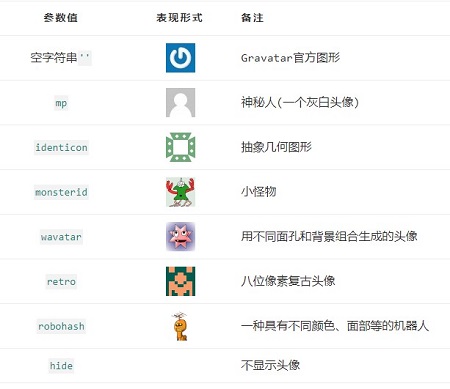 参数值 表现形式 备注
空字符串'' Gravatar官方图形
mp 神秘人(一个灰白头像)
identicon 抽象几何图形
monsterid 小怪物
wavatar 用不同面孔和背景组合生成的头像
retro 八位像素复古头像
robohash 一种具有不同颜色、面部等的机器人
hide 不显示头像